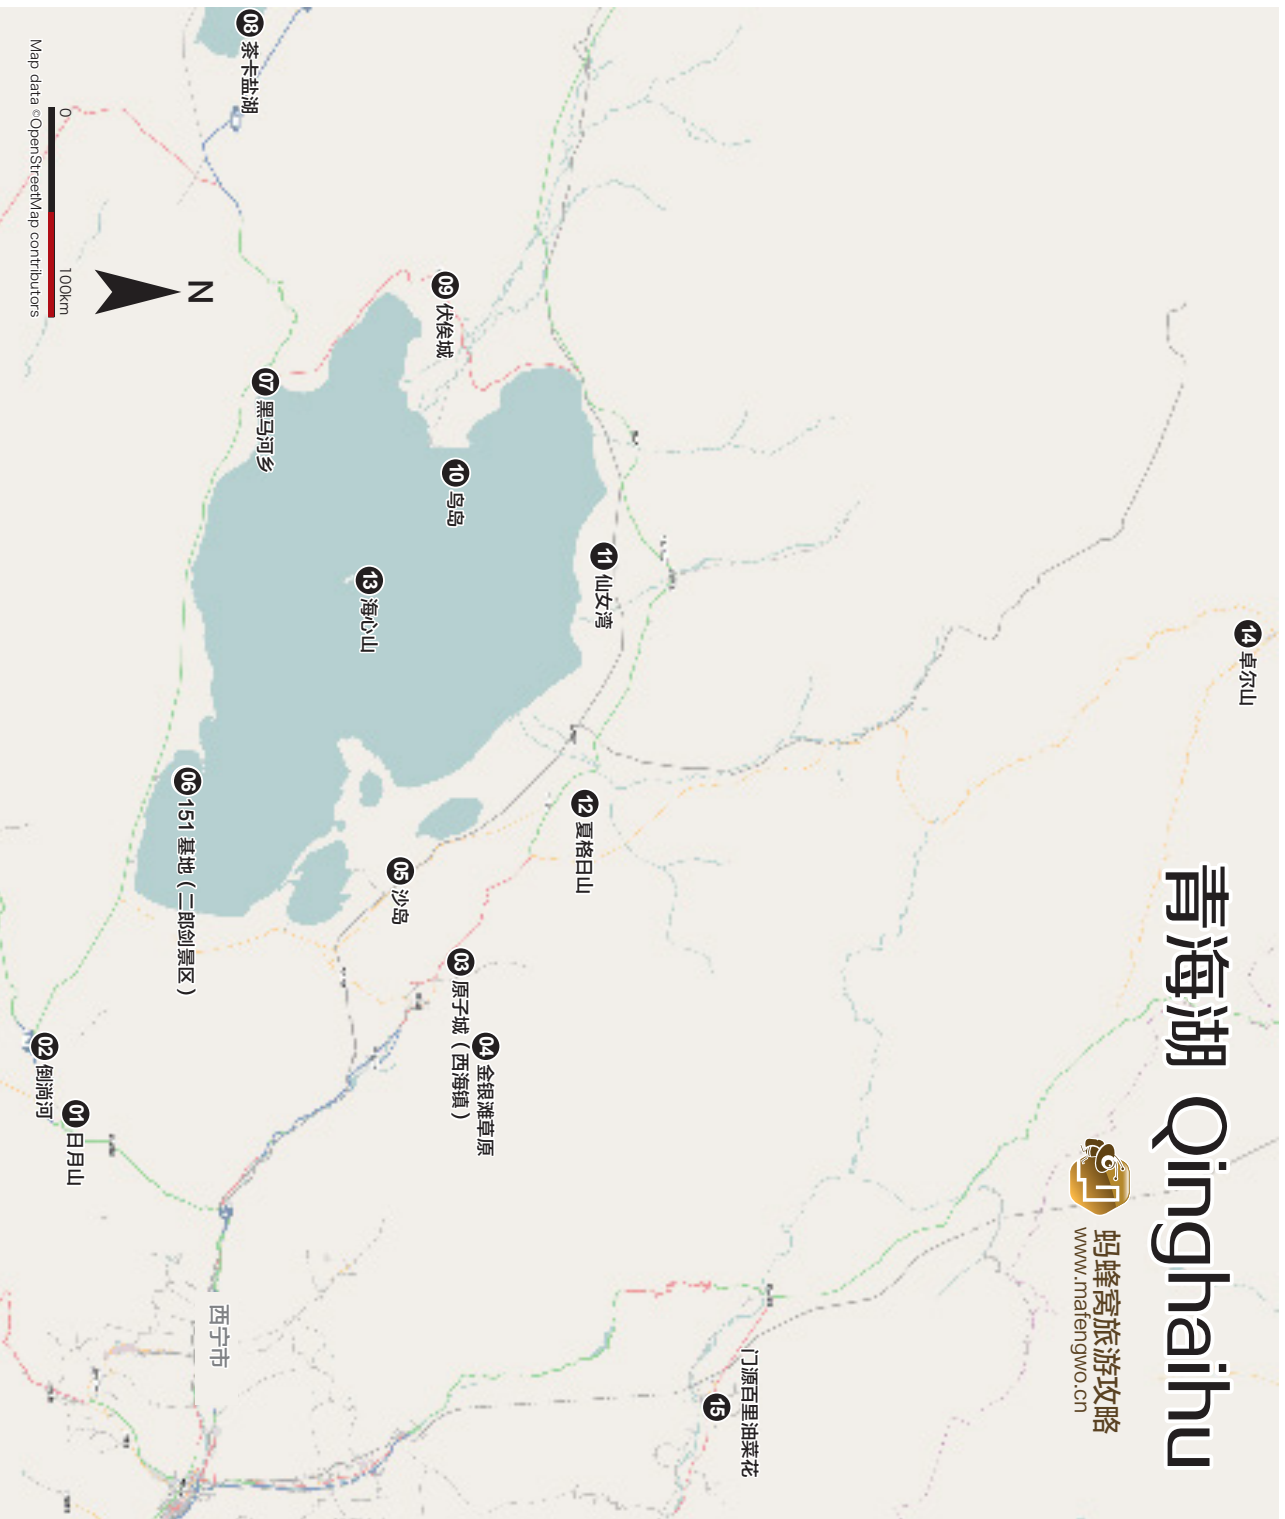 青海湖 Qinghaihu
蚂蜂窝旅游攻略
www.mafengwo.cn
14 卓尔山
门源百里油菜花
15
11 仙女湾
12 夏格日山
04 金银滩草原
03 原子城（西海镇）
09 伏俟城
10 鸟岛
05 沙岛
13 海心山
07 黑马河乡
08 茶卡盐湖
06 151 基地（二郎剑景区）
西宁市
01 日月山
02 倒淌河
N
0
100km
Map data ©OpenStreetMap contributors